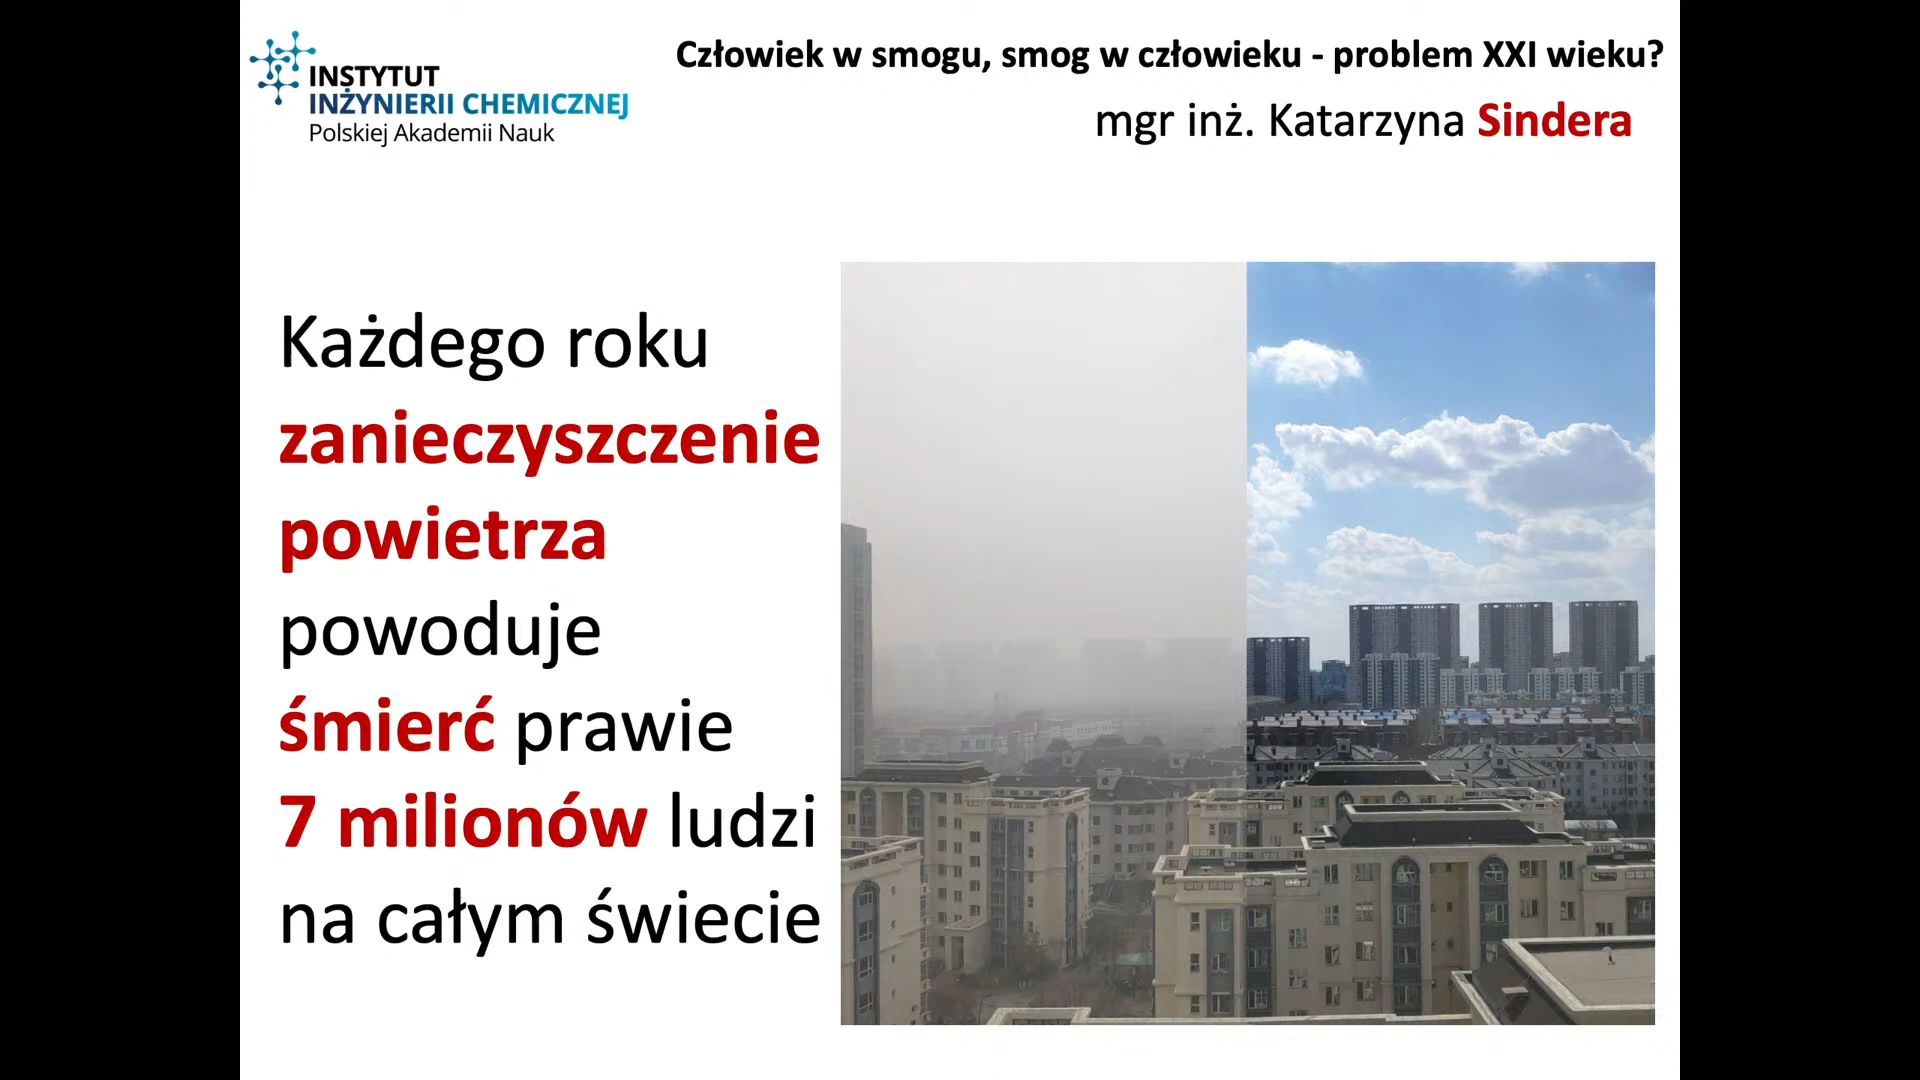 INSTYTUT
INŻYNIERII CHEMICZNEJ
Polskiej Akademii Nauk
Człowiek w smogu, smog w człowieku - problem XXI wieku?
mgr inż. Katarzyna Sindera
Każdego roku
zanieczyszczenie
powietrza
powoduje
śmierć prawie
7 milionów ludzi
na całym świecie